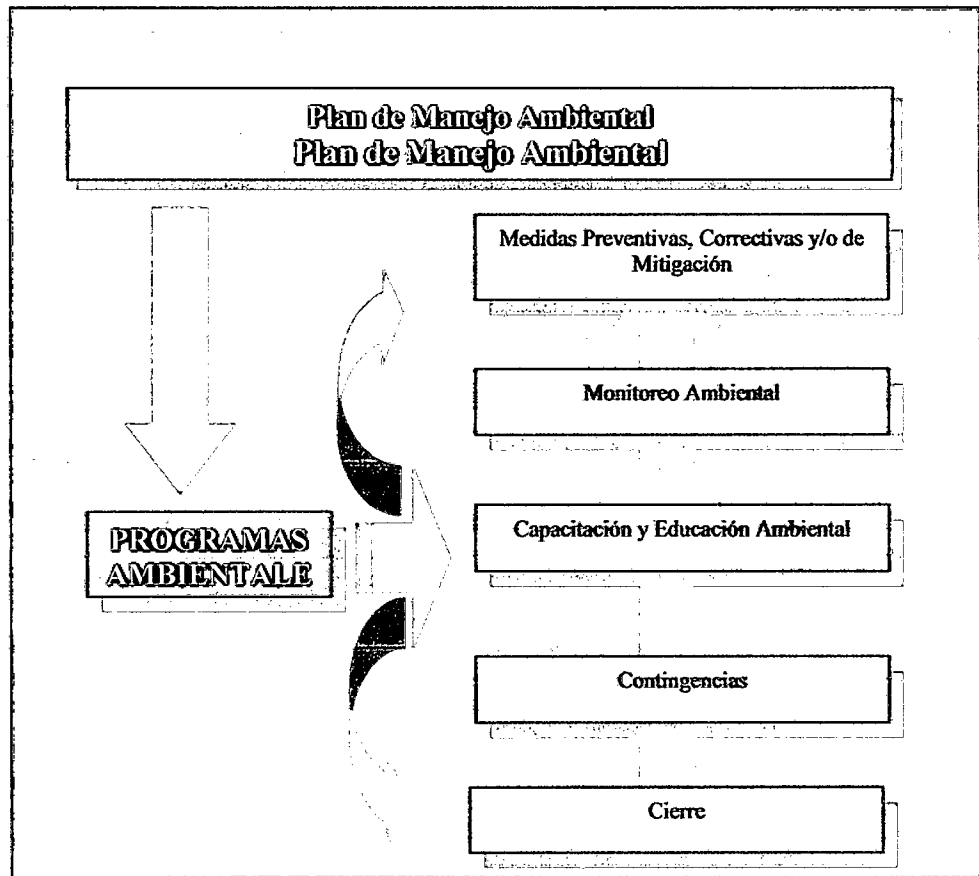 Plan de Manejo Ambiental
Plan de Manejo Ambiental
Medidas Preventivas, Correctivas y/o de
Mitigación
Monitoreo Ambiental
PROGRAMAS
AMBIENTALE
Capacitación y Educación Ambiental
Contingencias
Cierre